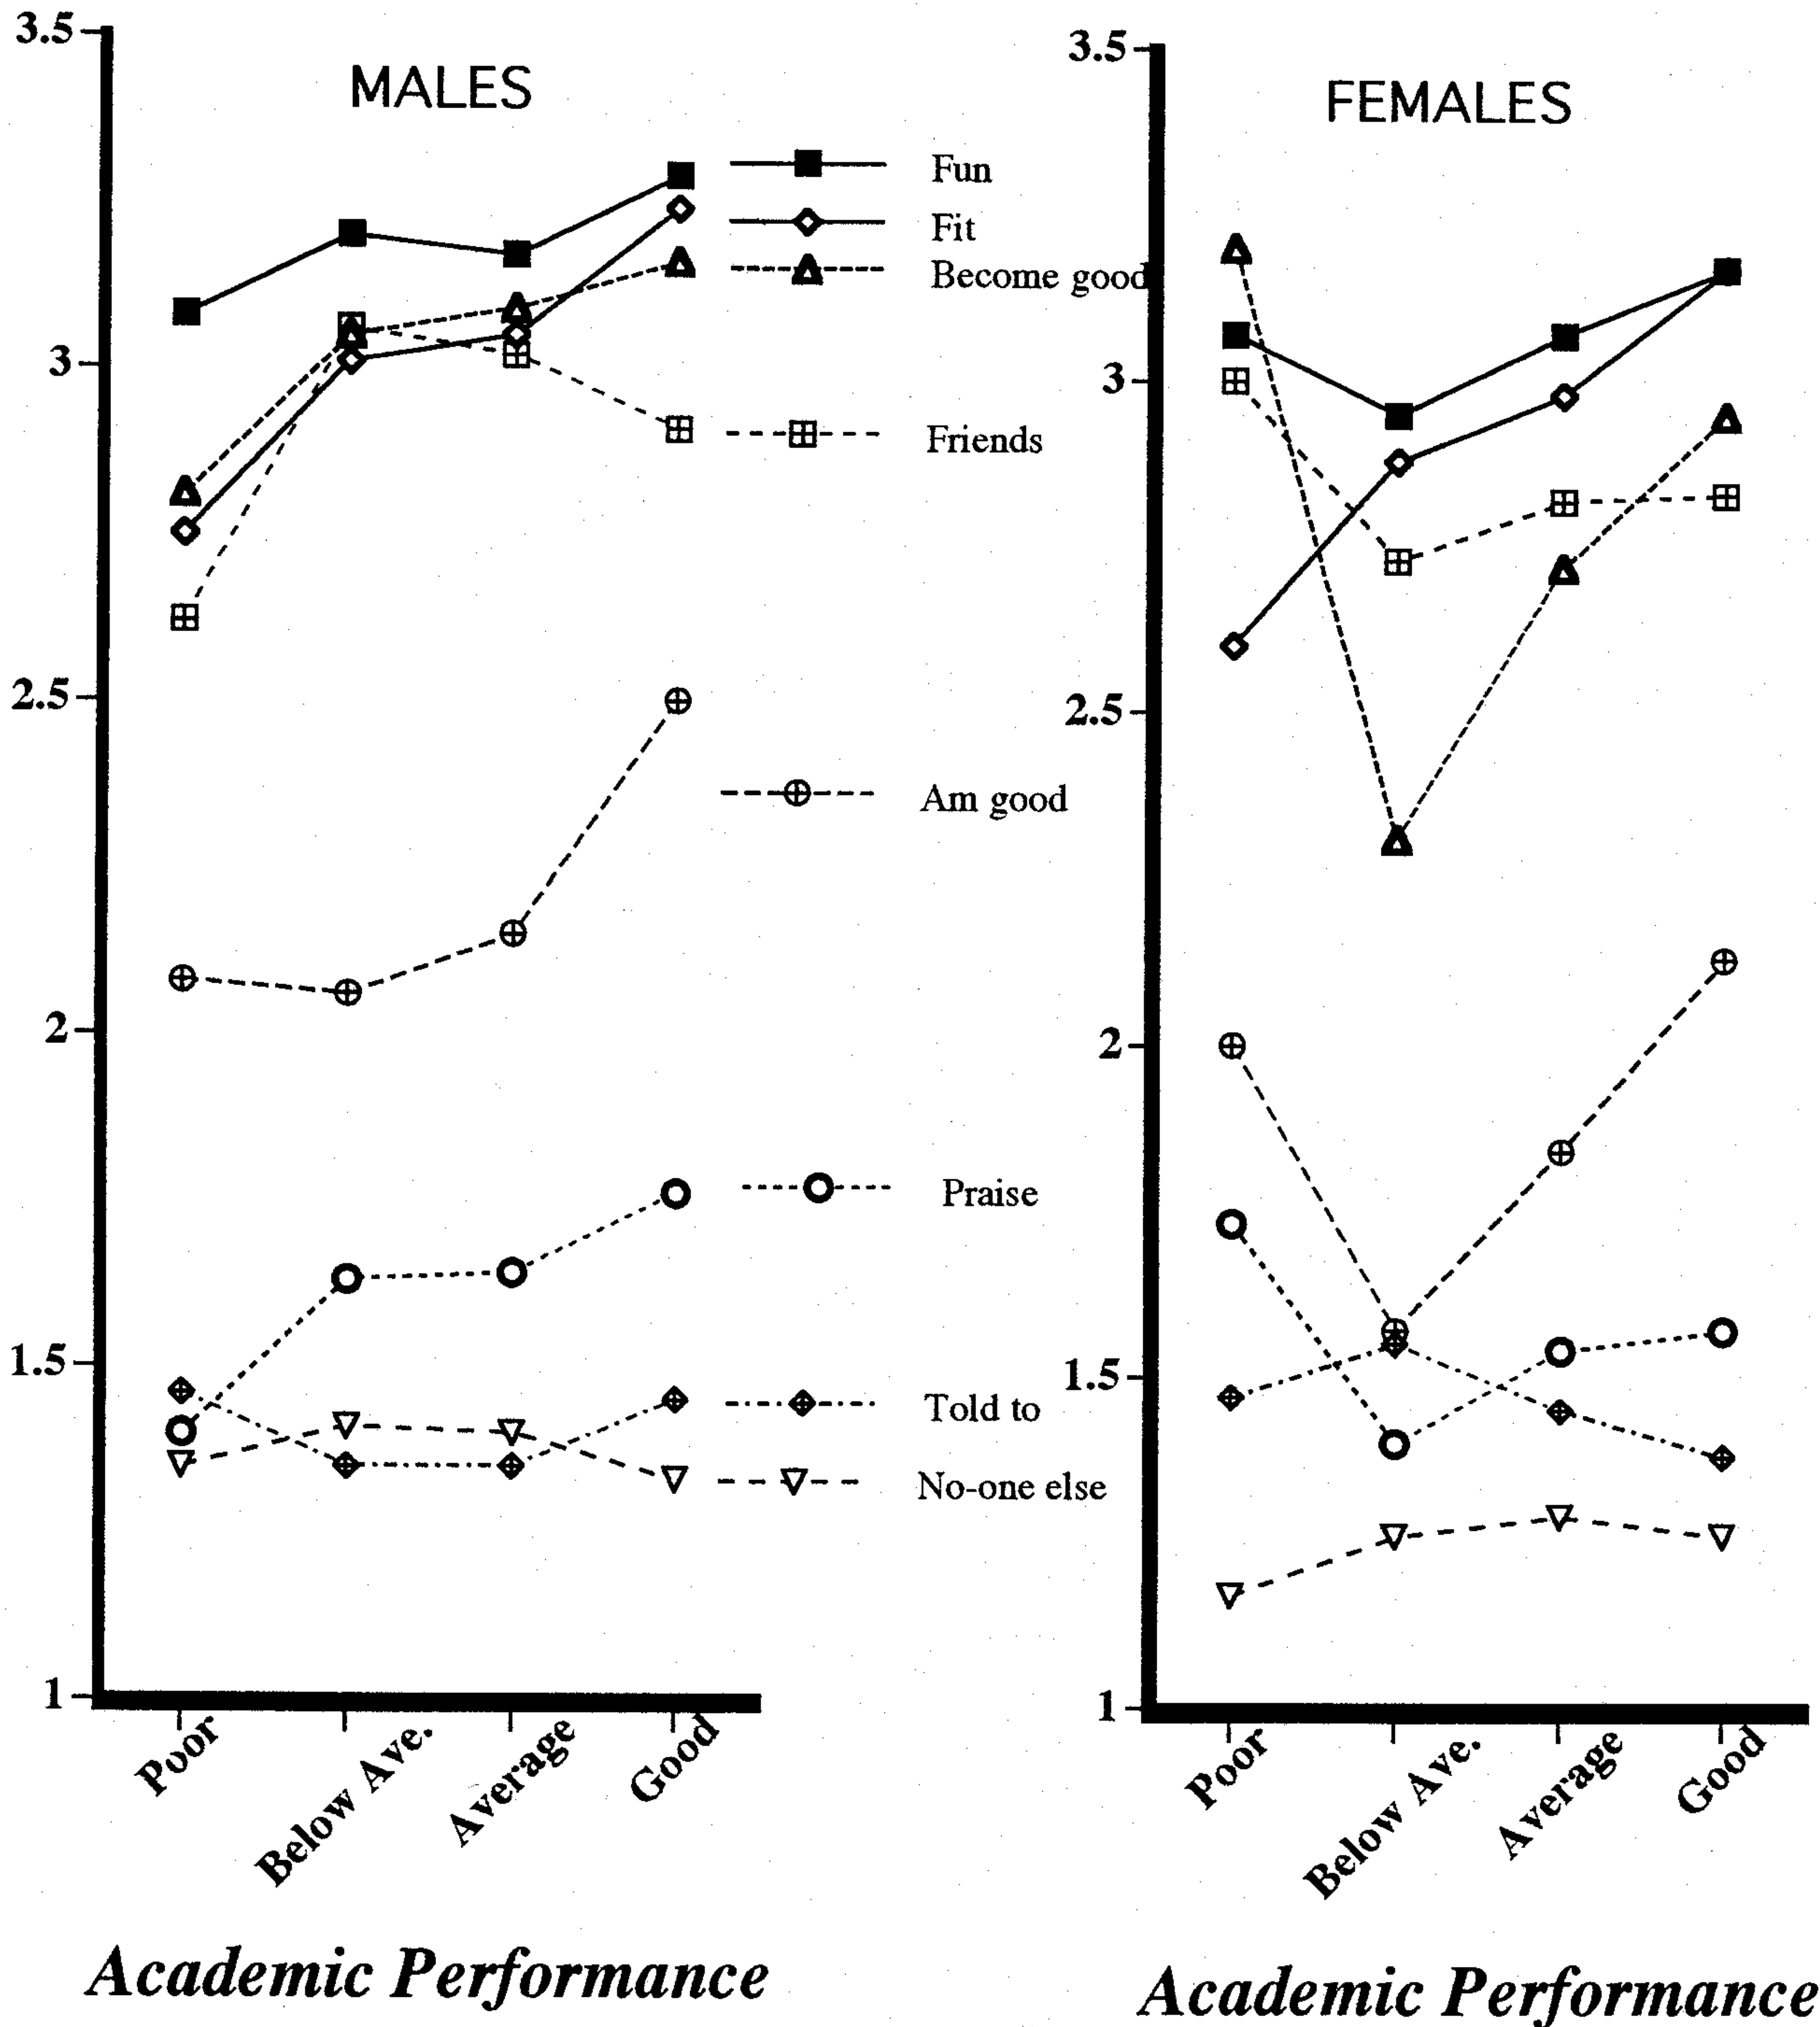 MALES
3.5
3
2.5
2
1.5
1
Poor
Below Ave.
Average
Good
Academic Performance
Fun
Fit
Become good
Friends
Am good
Praise
Told to
No-one else
FEMALES
3.5
3
2.5
2
1.5
1
Poor
Below Ave.
Average
Good
Academic Performance